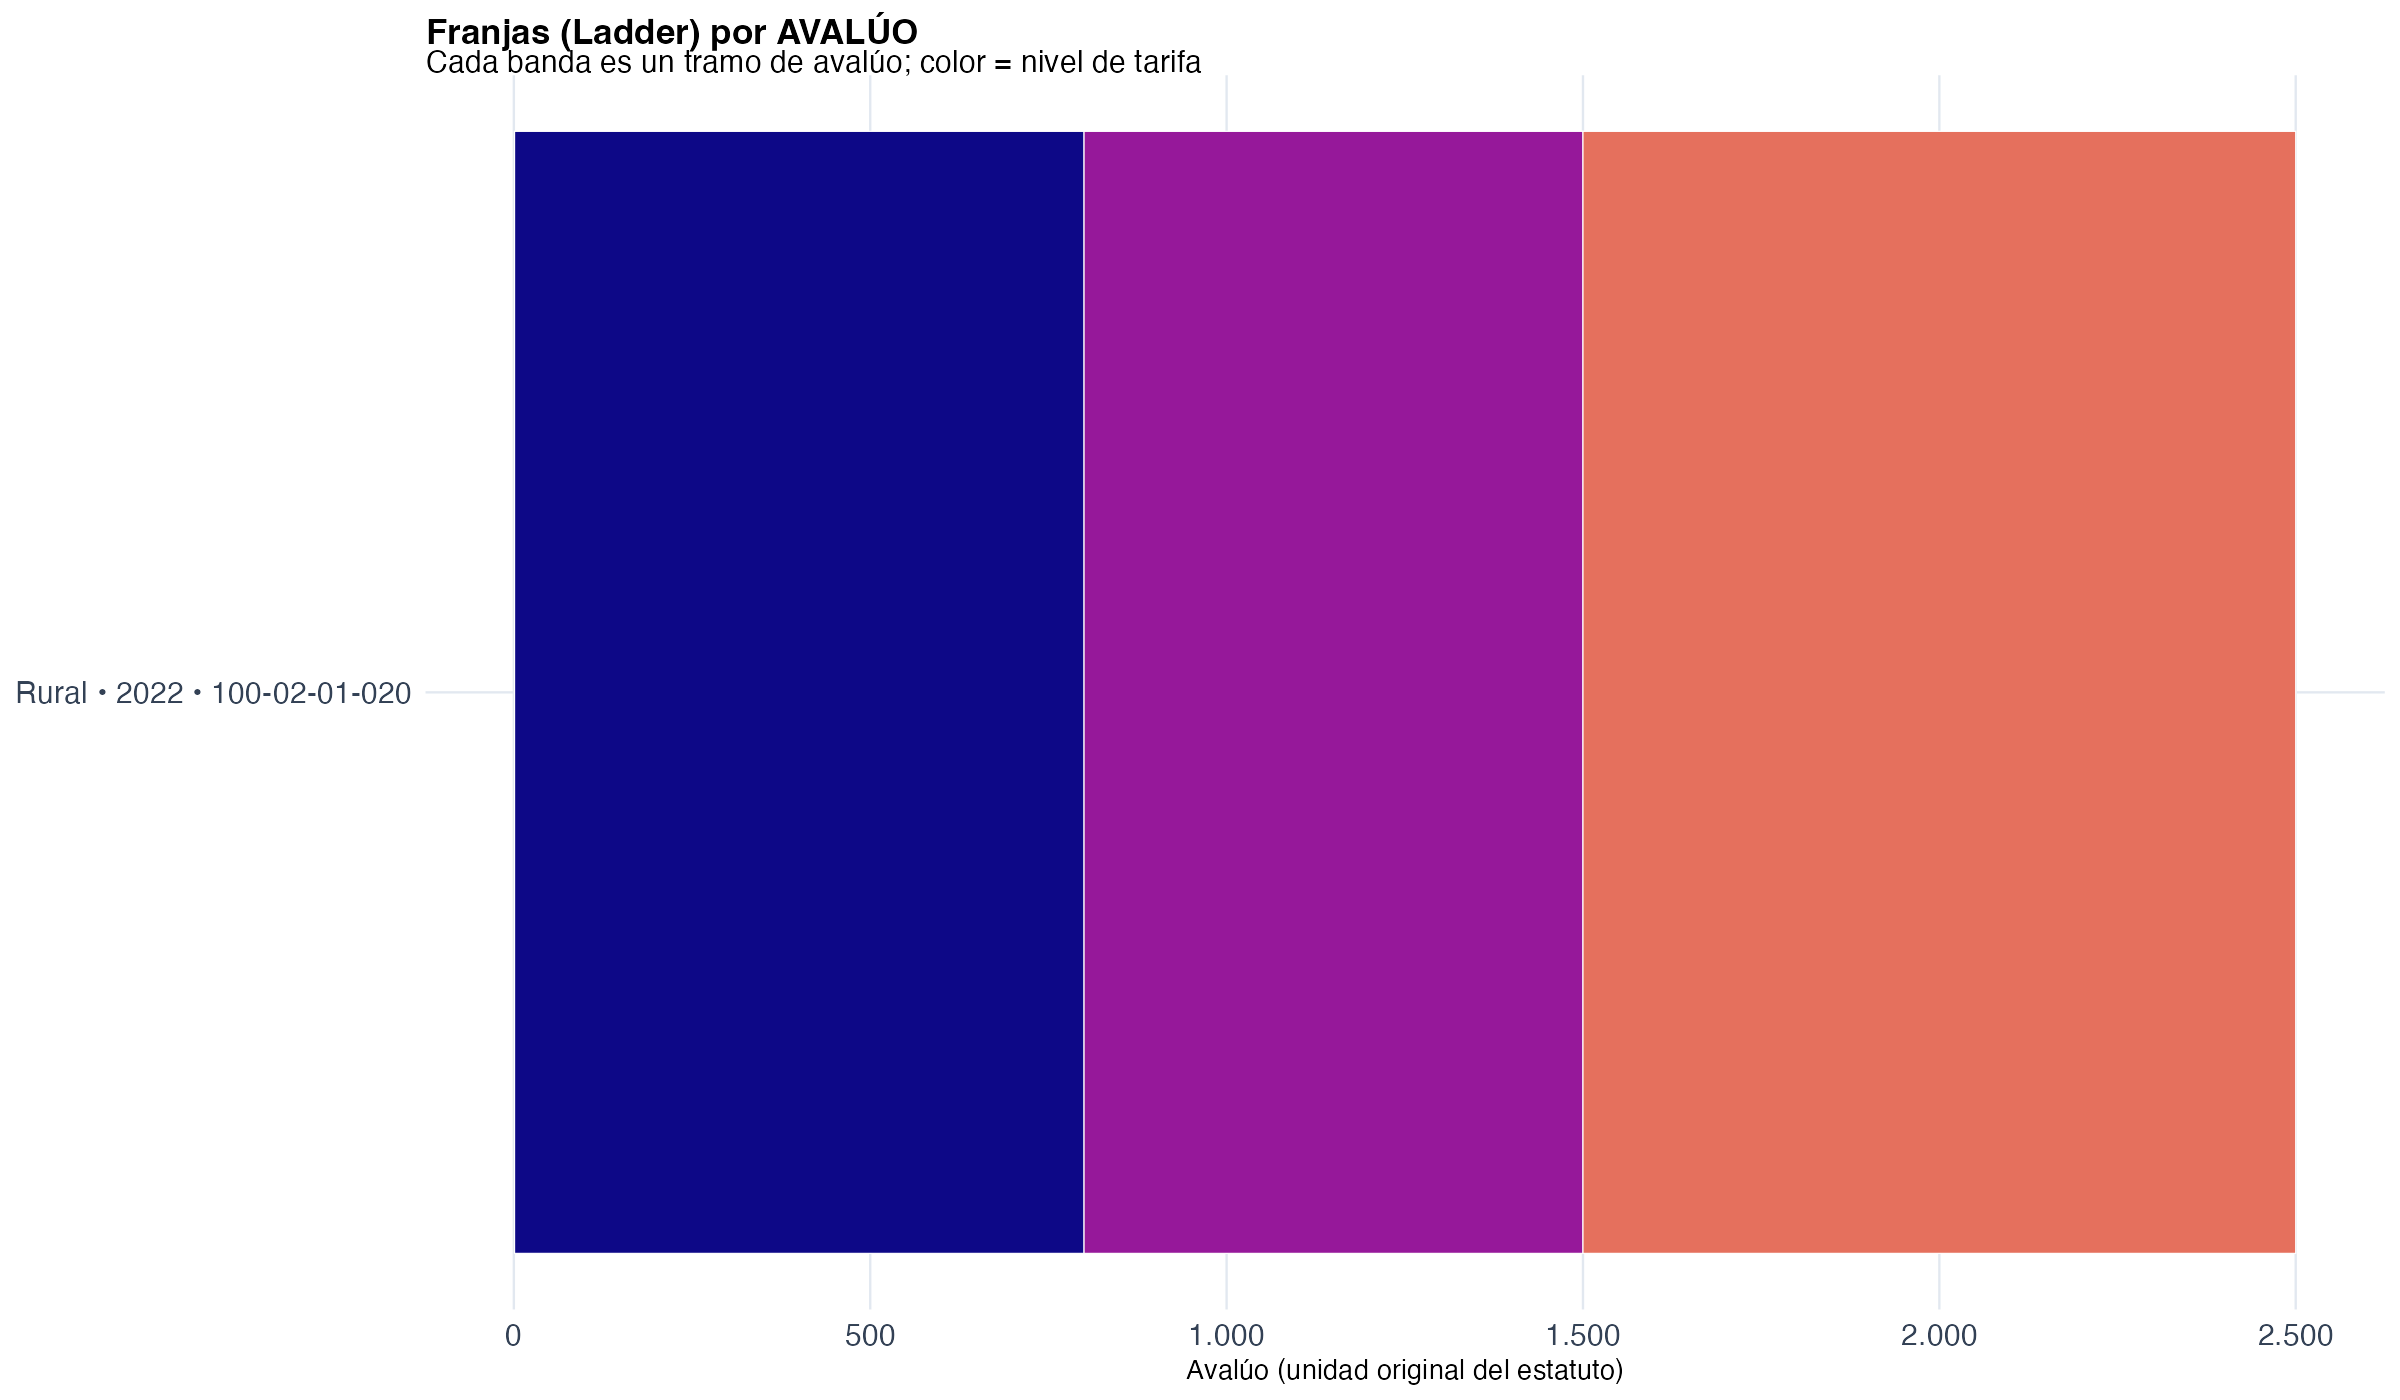 Franjas (Ladder) por AVALÚO
Cada banda es un tramo de avalúo; color = nivel de tarifa
Rural • 2022 • 100-02-01-020
0 500 1.000 1.500 2.000 2.500
Avalúo (unidad original del estatuto)